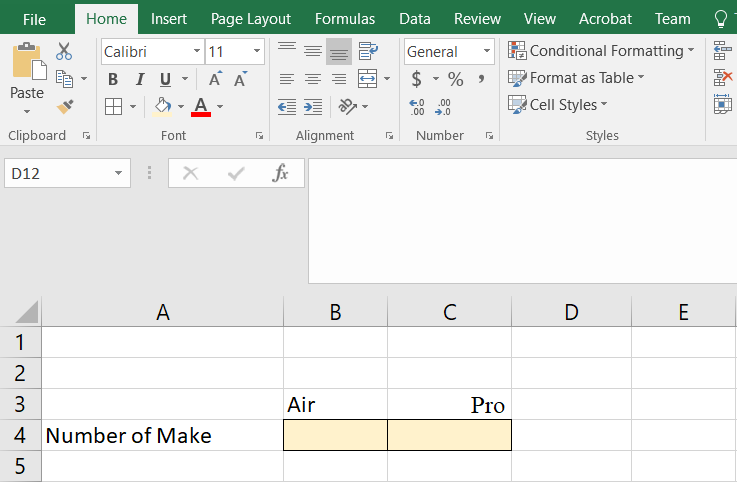 File Home Insert Page Layout Formulas Data Review View Acrobat Team
Calibri 11 General Conditional Formatting
Paste B I U $ % , Format as Table
A A .0 .00 .00 .0 Cell Styles
Clipboard Font Alignment Number Styles
D12 fx
A B C D E
1
2
3 Air Pro
4 Number of Make
5